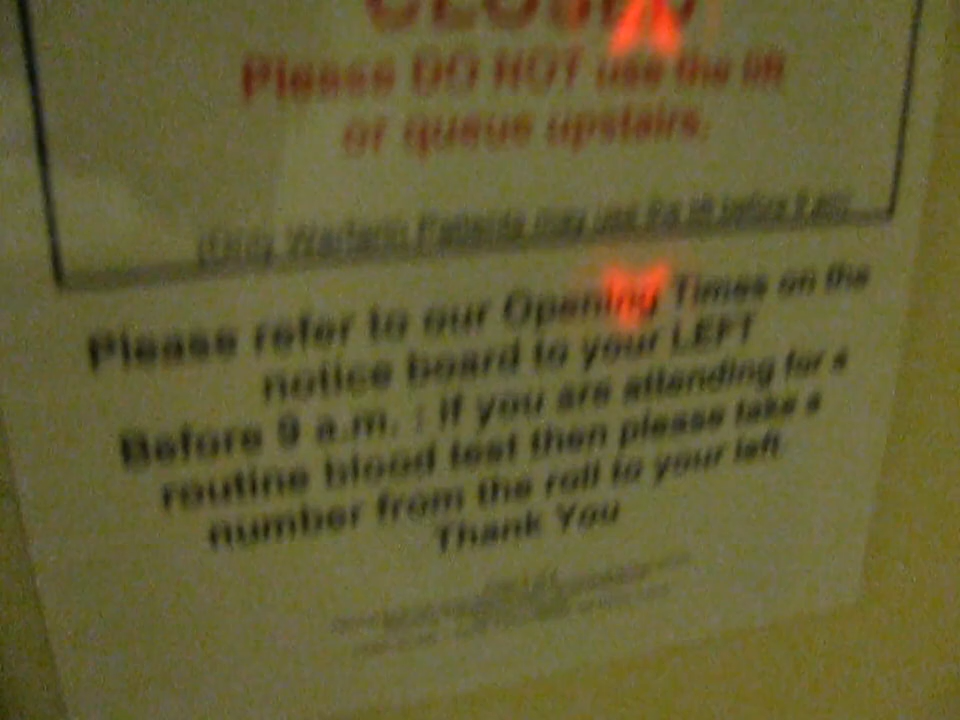 CLOSED
Please DO NOT use the lift
or queue upstairs.
(Only Warfarin Patients may use the lift before 9 am)
Please refer to our Opening Times on the
notice board to your LEFT
Before 9 a.m. : if you are attending for a
routine blood test then please take a
number from the roll to your left.
Thank You